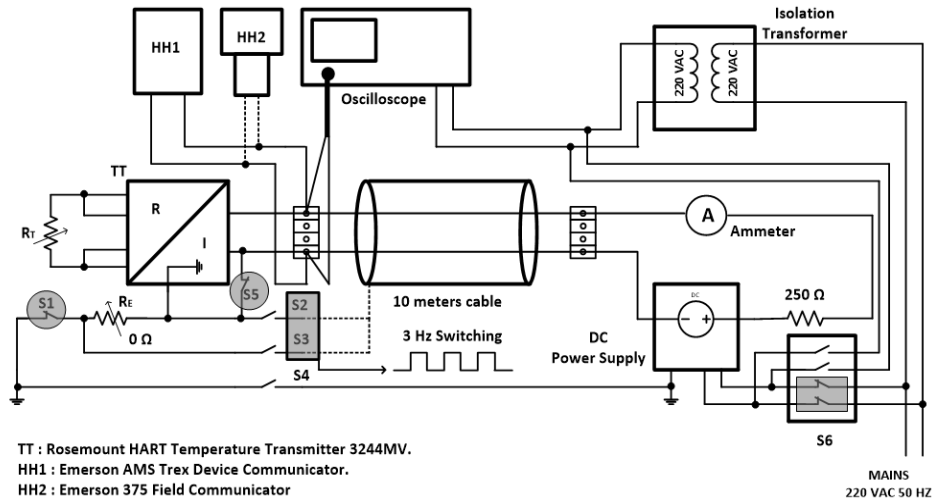 HH1
HH2
Oscilloscope
Isolation
Transformer
220 VAC
220 VAC
TT
R
I
RT
A
Ammeter
S1
RE
0 Ω
S5
S2
S3
S4
10 meters cable
3 Hz Switching
DC
Power Supply
DC
250 Ω
S6
TT : Rosemount HART Temperature Transmitter 3244MV.
HH1 : Emerson AMS Trex Device Communicator.
HH2 : Emerson 375 Field Communicator
MAINS
220 VAC 50 HZ